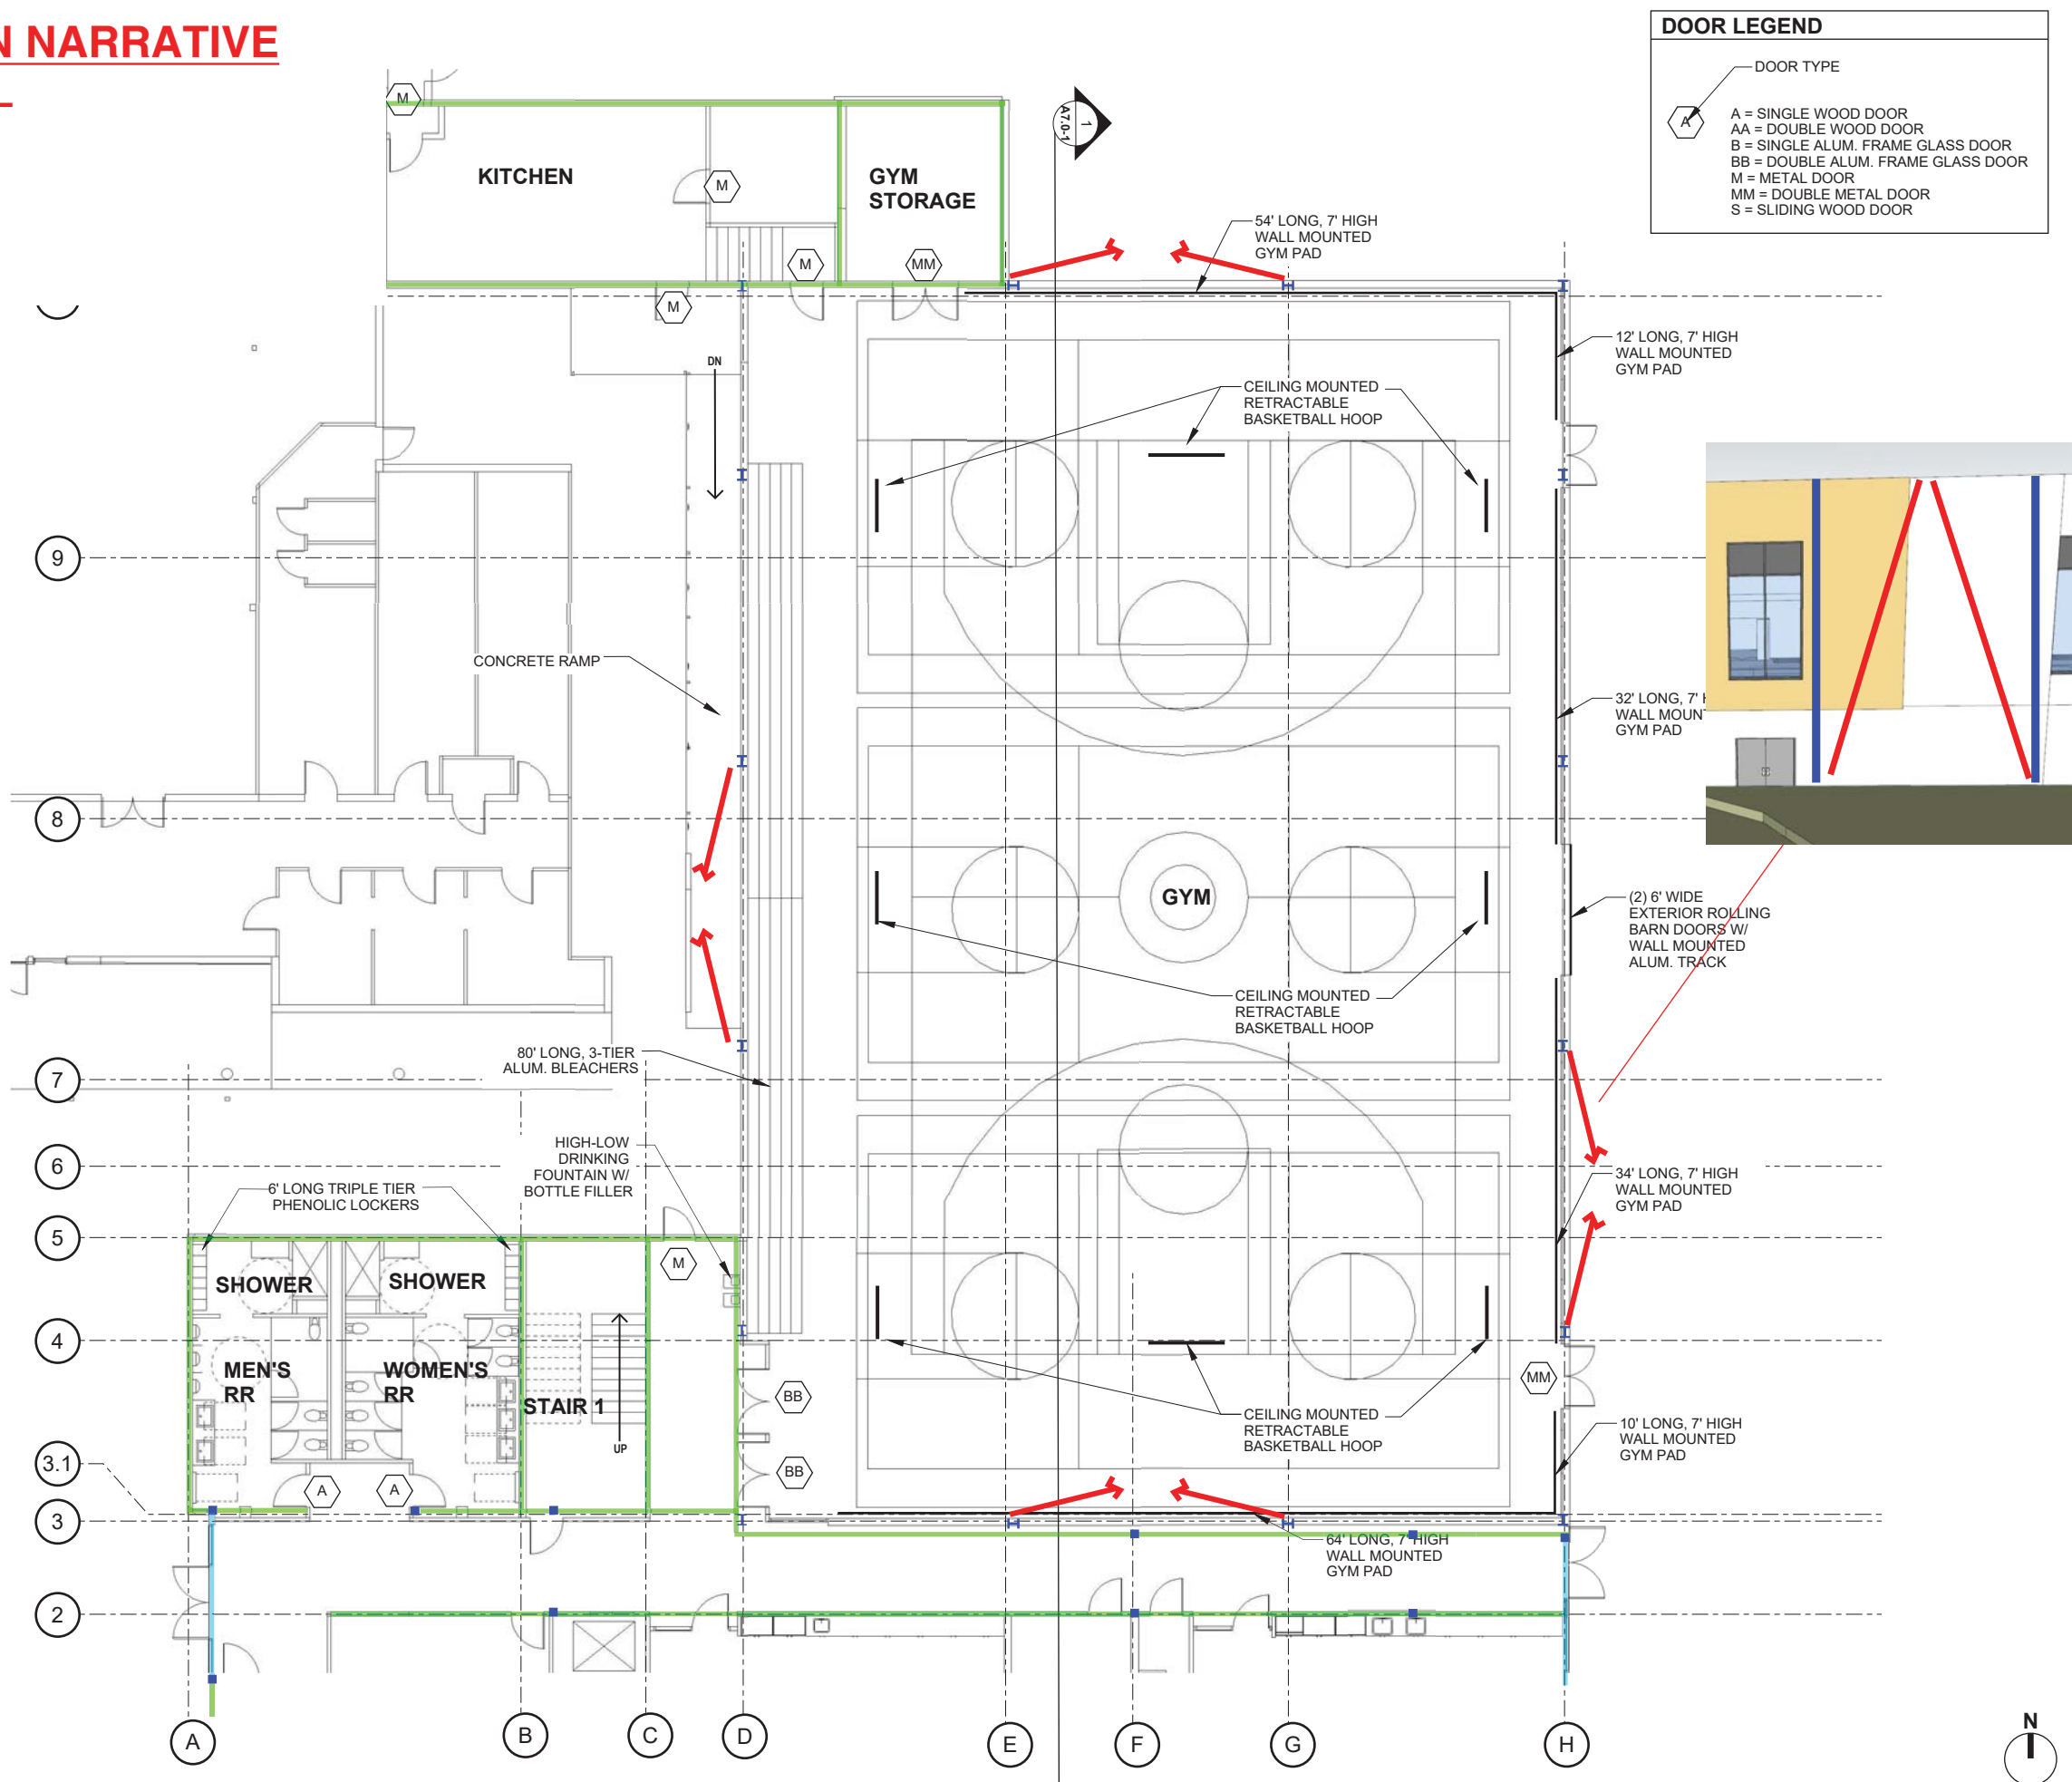 N NARRATIVE
DOOR LEGEND
DOOR TYPE
A
A = SINGLE WOOD DOOR
AA = DOUBLE WOOD DOOR
B = SINGLE ALUM. FRAME GLASS DOOR
BB = DOUBLE ALUM. FRAME GLASS DOOR
M = METAL DOOR
MM = DOUBLE METAL DOOR
S = SLIDING WOOD DOOR
M
1
A7.0-1
KITCHEN
M
GYM
STORAGE
54' LONG, 7' HIGH
WALL MOUNTED
GYM PAD
M
MM
M
12' LONG, 7' HIGH
WALL MOUNTED
GYM PAD
DN
CEILING MOUNTED
RETRACTABLE
BASKETBALL HOOP
9
CONCRETE RAMP
32' LONG, 7'
WALL MOUN
GYM PAD
8
GYM
(2) 6' WIDE
EXTERIOR ROLLING
BARN DOORS W/
WALL MOUNTED
ALUM. TRACK
CEILING MOUNTED
RETRACTABLE
BASKETBALL HOOP
80' LONG, 3-TIER
ALUM. BLEACHERS
7
HIGH-LOW
DRINKING
FOUNTAIN W/
BOTTLE FILLER
6
34' LONG, 7' HIGH
WALL MOUNTED
GYM PAD
6' LONG TRIPLE TIER
PHENOLIC LOCKERS
5
M
SHOWER
SHOWER
4
MEN'S
RR
WOMEN'S
RR
STAIR 1
MM
BB
CEILING MOUNTED
RETRACTABLE
BASKETBALL HOOP
10' LONG, 7' HIGH
WALL MOUNTED
GYM PAD
UP
3.1
BB
A
A
3
64' LONG, 7' HIGH
WALL MOUNTED
GYM PAD
2
A
B
C
D
E
F
G
H
N